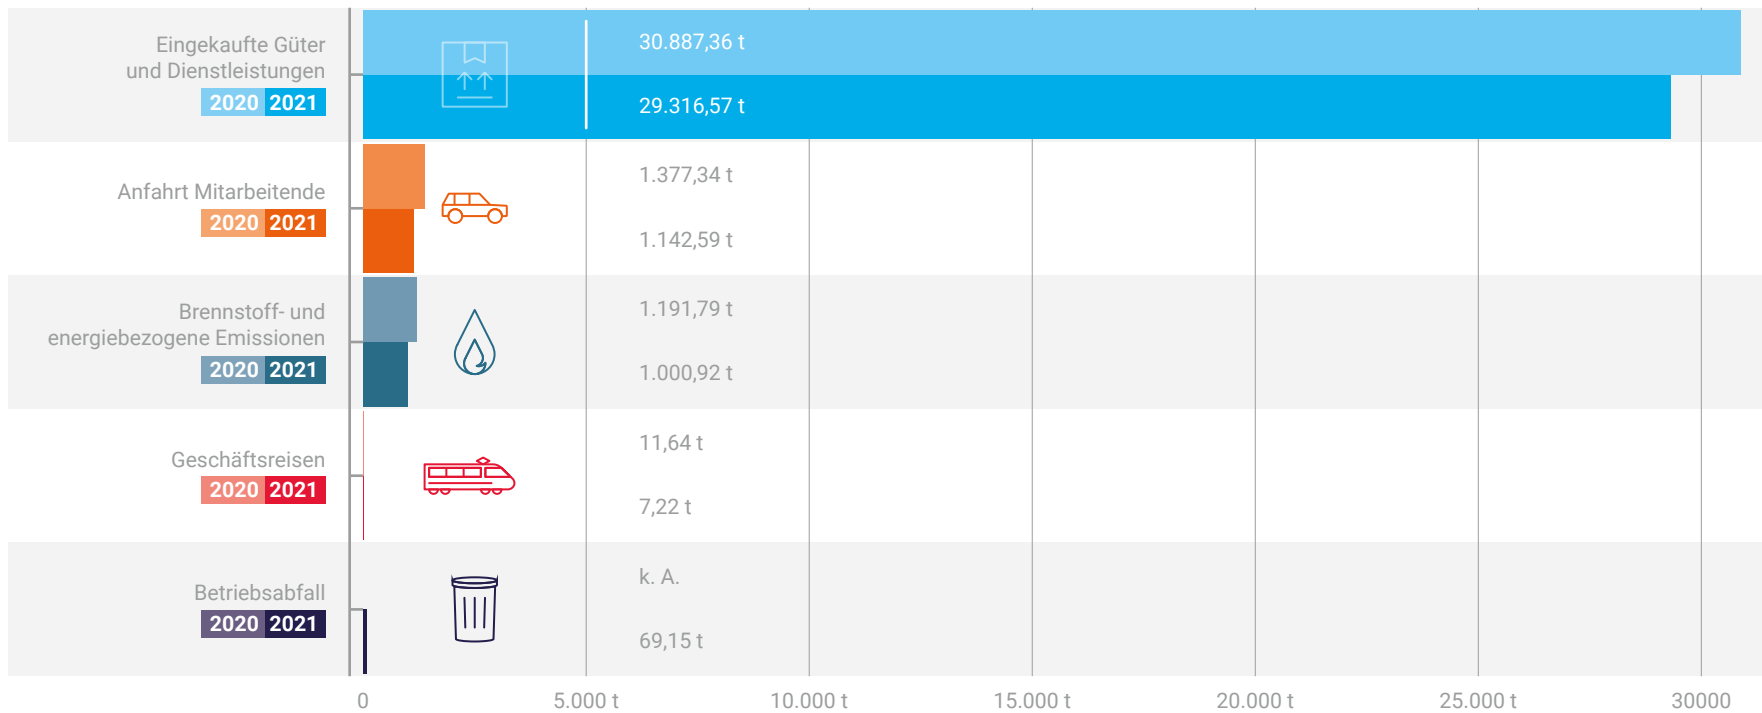 Eingekaufte Güter
und Dienstleistungen
2020 2021
30.887,36 t
29.316,57 t
Anfahrt Mitarbeitende
2020 2021
1.377,34 t
1.142,59 t
Brennstoff- und
energiebezogene Emissionen
2020 2021
1.191,79 t
1.000,92 t
Geschäftsreisen
2020 2021
11,64 t
7,22 t
Betriebsabfall
2020 2021
k. A.
69,15 t
0 5.000 t 10.000 t 15.000 t 20.000 t 25.000 t 30000